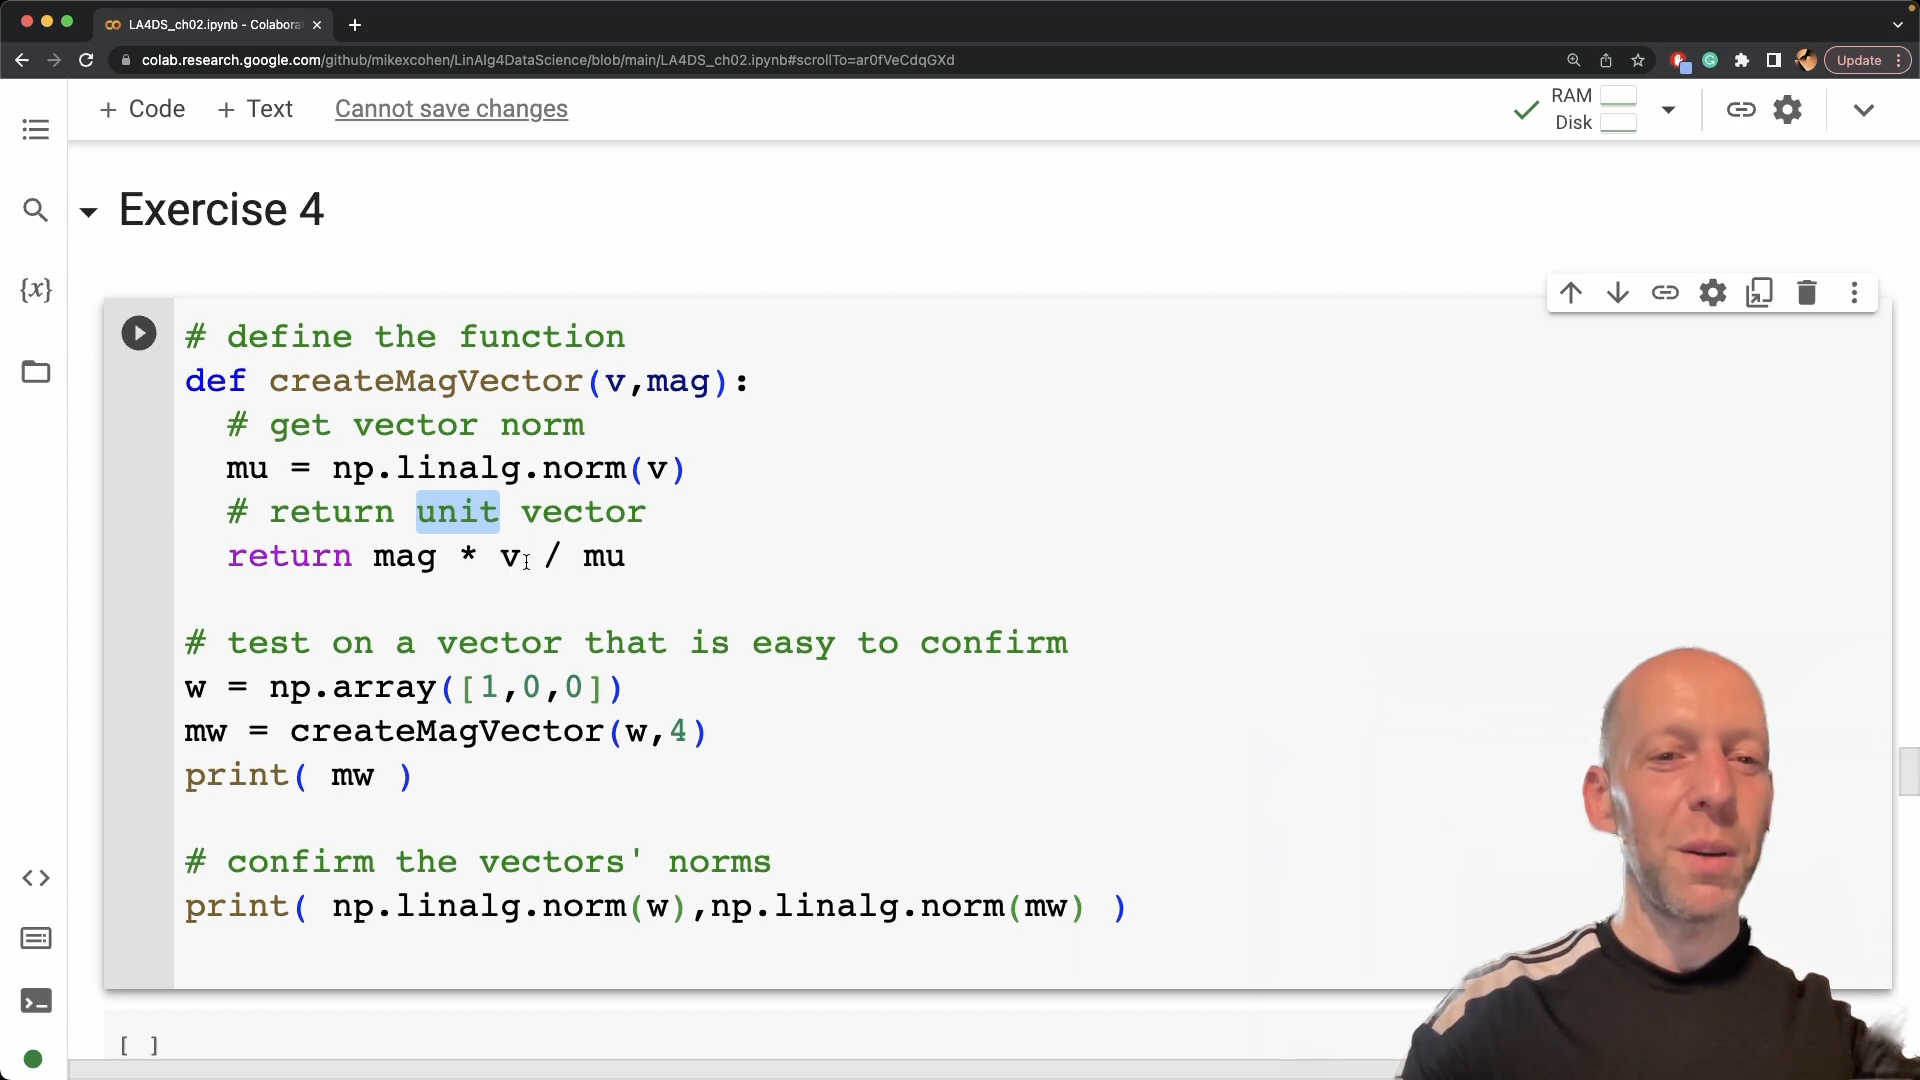 LA4DS_ch02.ipynb - Colabora
colab.research.google.com/github/mikexcohen/LinAlg4DataScience/blob/main/LA4DS_ch02.ipynb#scrollTo=ar0fVeCdqGXd
Update
+ Code + Text Cannot save changes
RAM
Disk
Exercise 4
{x}
# define the function
def createMagVector(v,mag):
# get vector norm
mu = np.linalg.norm(v)
# return unit vector
return mag * v / mu
# test on a vector that is easy to confirm
w = np.array([1,0,0])
mw = createMagVector(w,4)
print( mw )
# confirm the vectors' norms
print( np.linalg.norm(w),np.linalg.norm(mw) )
[ ]